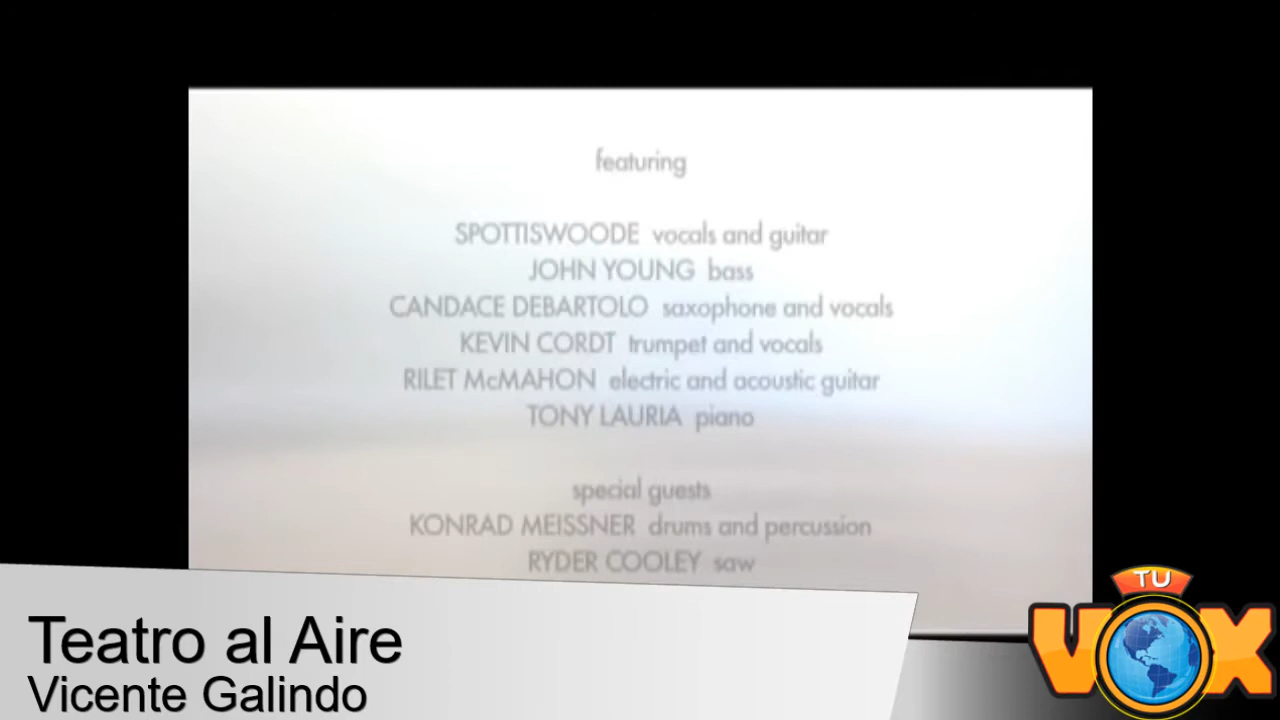 featuring
SPOTTISWOODE vocals and guitar
JOHN YOUNG bass
CANDACE DEBARTOLO saxophone and vocals
KEVIN CORDT trumpet and vocals
RILET McMAHON electric and acoustic guitar
TONY LAURIA piano
special guests
KONRAD MEISSNER drums and percussion
RYDER COOLEY saw
Teatro al Aire
Vicente Galindo
TU
VOX